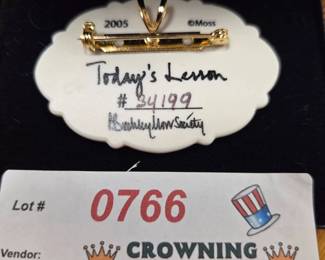 2005 ©Moss
Today's Lesson
# 34199
Lot # 0766
Vendor: CROWNING